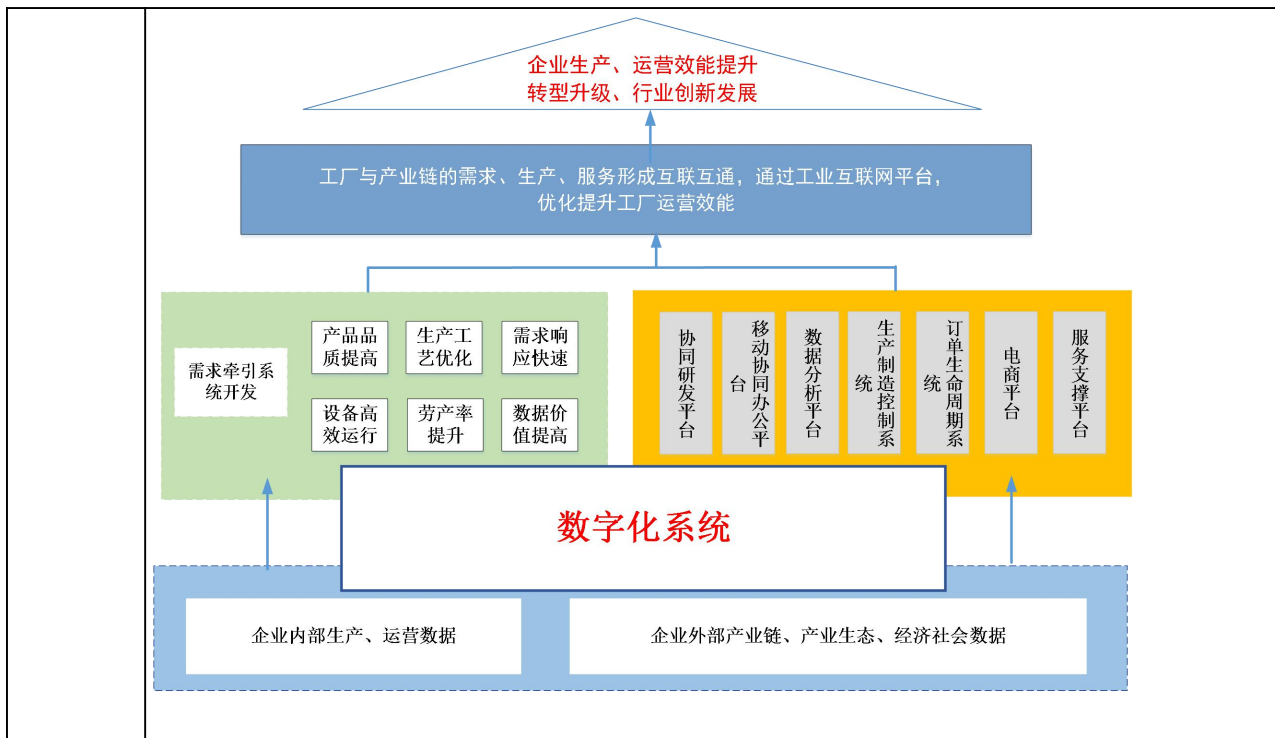 企业生产、运营效能提升
转型升级、行业创新发展
工厂与产业链的需求、生产、服务形成互联互通，通过工业互联网平台，
优化提升工厂运营效能
需求牵引系
统开发
产品品
质提高
生产工
艺优化
需求响
应快速
设备高
效运行
劳产率
提升
数据价
值提高
协同研发平台
移动协同办公平
台
数据分析平台
生产制造控制系
统
订单生命周期系
统
电商平台
服务支撑平台
数字化系统
企业内部生产、运营数据
企业外部产业链、产业生态、经济社会数据